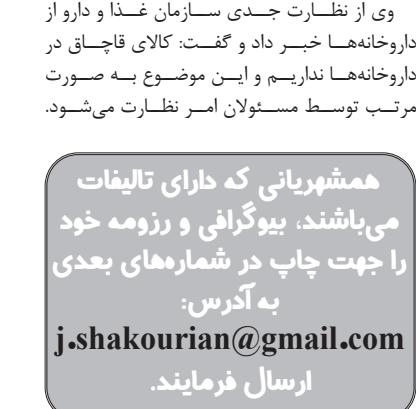 وی از نظارت جدی سازمان غذا و دارو از
داروخانه‌ها خبر داد و گفت: کالای قاچاق در
داروخانه‌ها نداریم و این موضوع به صورت
مرتب توسط مسئولان امر نظارت می‌شود.
همشهریانی که دارای تالیفات
می‌باشند، بیوگرافی و رزومه خود
را جهت چاپ در شماره‌های بعدی
به آدرس:
j.shakourian@gmail.com
ارسال فرمایند.